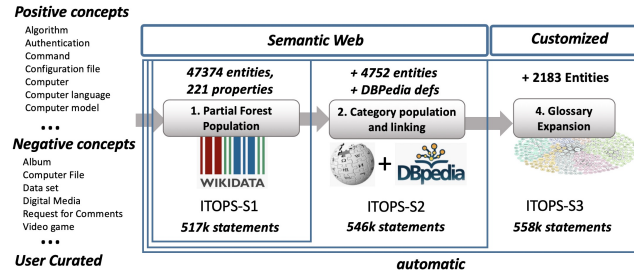 Positive concepts
Algorithm
Authentication
Command
Configuration file
Computer
Computer language
Computer model
...
Negative concepts
Album
Computer File
Data set
Digital Media
Request for Comments
Video game
...
User Curated
Semantic Web
Customized
47374 entities,
221 properties
+ 4752 entities
+ DBPedia defs
+ 2183 Entities
1. Partial Forest
Population
2. Category population
and linking
4. Glossary
Expansion
WIKIDATA
+
DBpedia
ITOPS-S1
ITOPS-S2
ITOPS-S3
517k statements
546k statements
558k statements
automatic